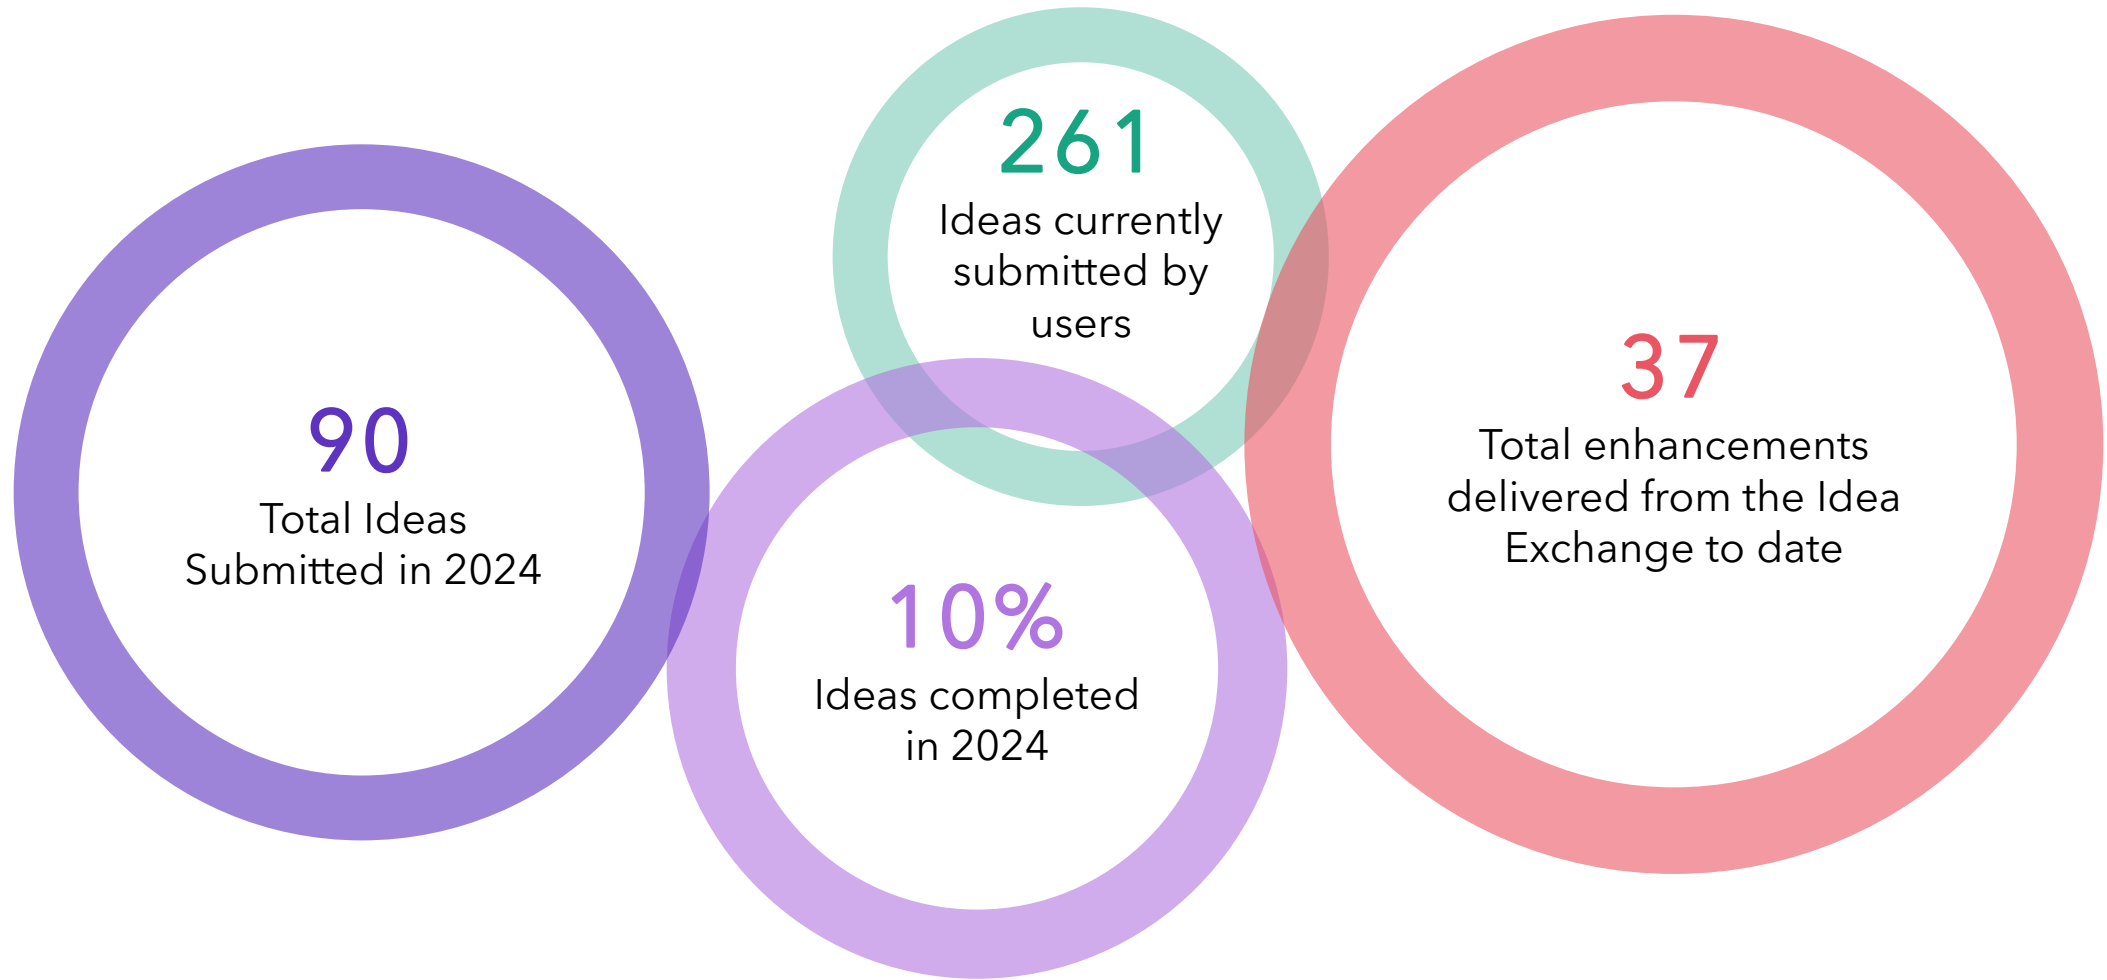 90
Total Ideas
Submitted in 2024
261
Ideas currently
submitted by
users
10%
Ideas completed
in 2024
37
Total enhancements
delivered from the Idea
Exchange to date